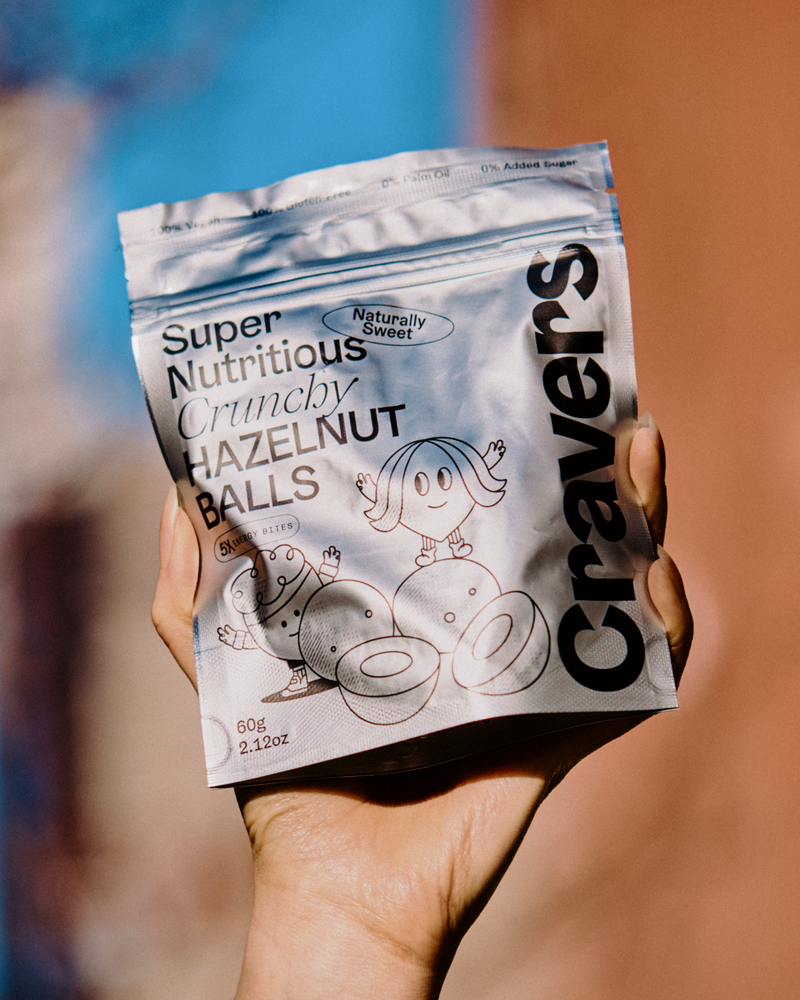 100% Vegan 100% Gluten Free 0% Palm Oil 0% Added Sugar
Super
Nutritious
Crunchy
HAZELNUT
BALLS
Naturally
Sweet
5X ENERGY BITES
60g
2.12oz
Cravers